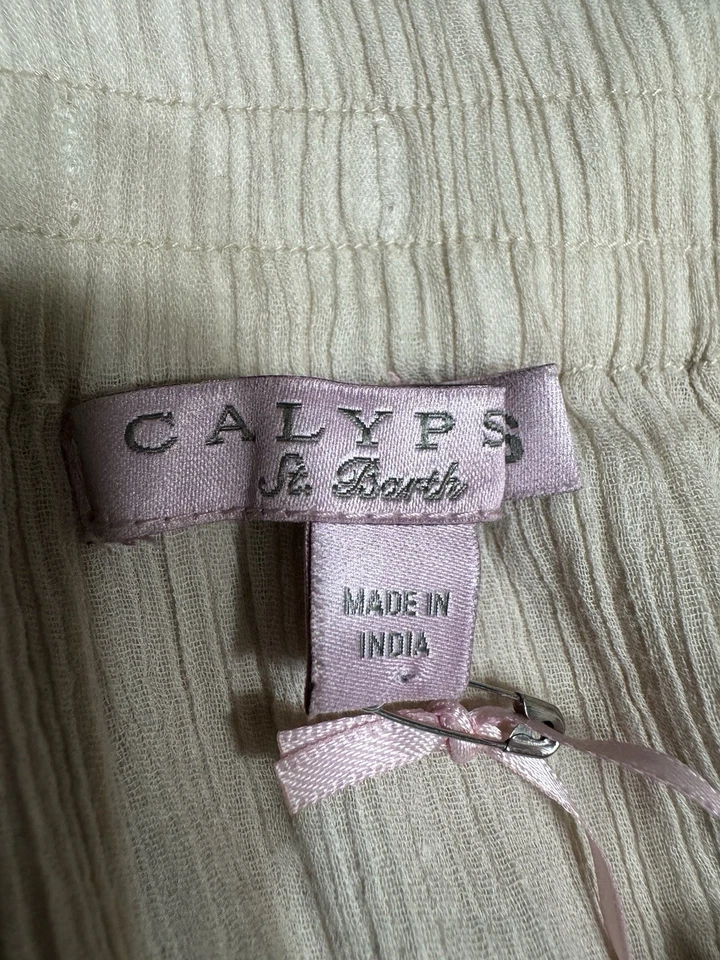 CALYPS
St. Barth
S
MADE IN
INDIA